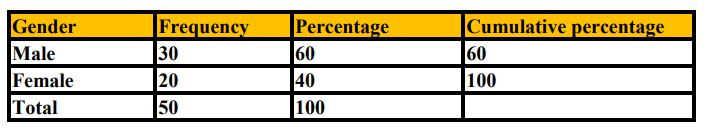 Gender Frequency Percentage Cumulative percentage
Male 30 60 60
Female 20 40 100
Total 50 100